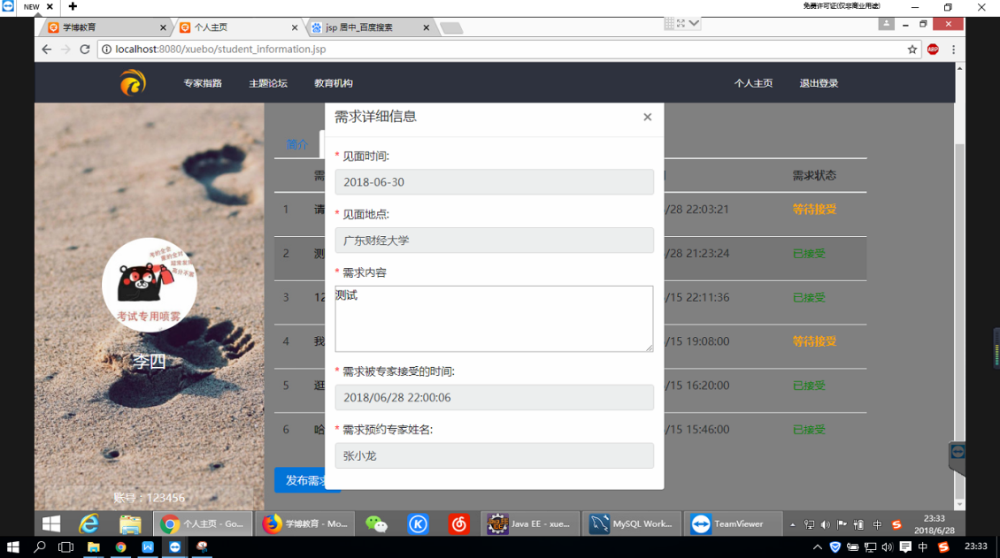 NEW
免费许可证(仅非商业用途)
学博教育
个人主页
jsp 居中_百度搜索
localhost:8080/xuebo/student_information.jsp
ABP
专家指路
主题论坛
教育机构
个人主页
退出登录
需求详细信息
简介
* 见面时间:
2018-06-30
需求状态
1
请
/28 22:03:21
等待接受
* 见面地点:
广东财经大学
2
测
/28 21:23:24
已接受
* 需求内容
测试
3
12
/15 22:11:36
已接受
考试专用喷雾
4
我
/15 19:08:00
等待接受
李四
* 需求被专家接受的时间:
2018/06/28 22:00:06
5
逛
/15 16:20:00
已接受
* 需求预约专家姓名:
张小龙
6
哈
/15 15:46:00
已接受
发布需求
账号：123456
个人主页 - Go...
学博教育 - Mo...
Java EE - xue...
MySQL Work...
TeamViewer
中
23:33
2018/6/28
中
23:33